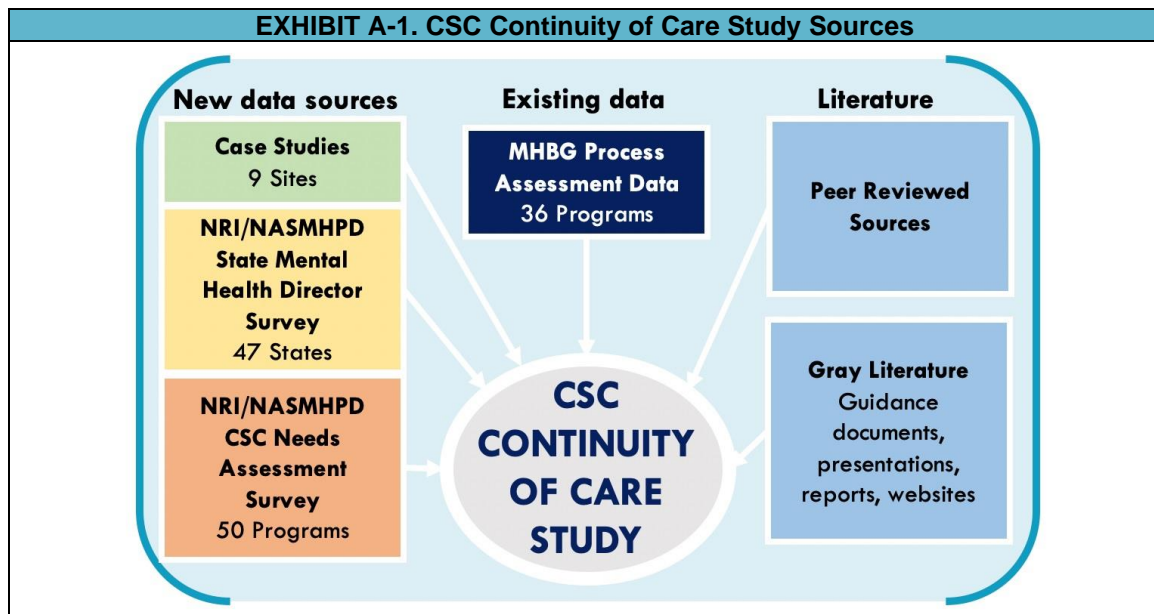 EXHIBIT A-1. CSC Continuity of Care Study Sources
New data sources
Case Studies
9 Sites
NRI/NASMHPD
State Mental
Health Director
Survey
47 States
NRI/NASMHPD
CSC Needs
Assessment
Survey
50 Programs
Existing data
MHBG Process
Assessment Data
36 Programs
CSC
CONTINUITY
OF CARE
STUDY
Literature
Peer Reviewed
Sources
Gray Literature
Guidance
documents,
presentations,
reports, websites